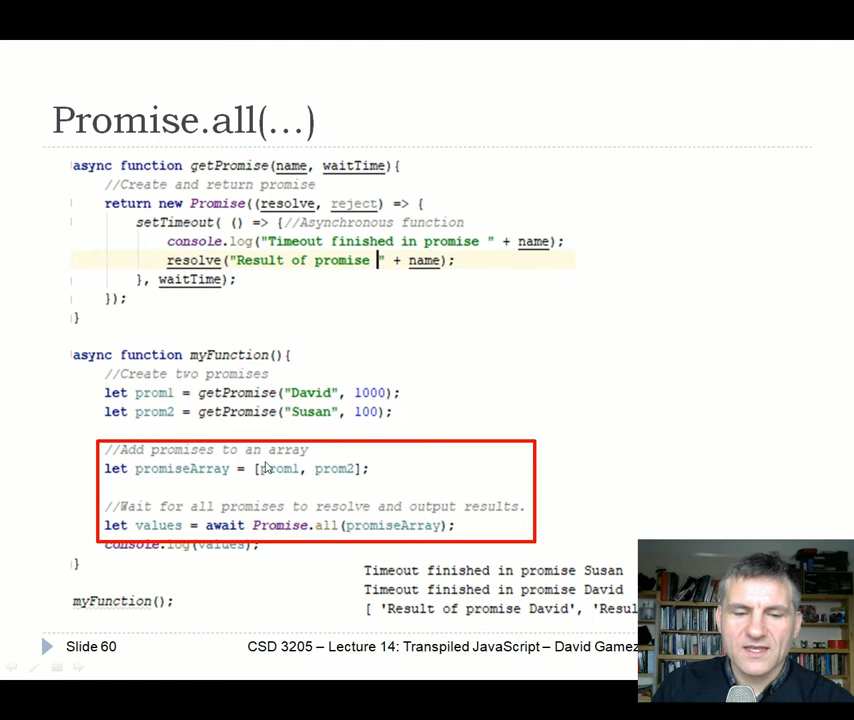 Promise.all(…)
async function getPromise(name, waitTime){
//Create and return promise
return new Promise((resolve, reject) => {
setTimeout( () => {//Asynchronous function
console.log("Timeout finished in promise " + name);
resolve("Result of promise " + name);
}, waitTime);
});
}
async function myFunction(){
//Create two promises
let prom1 = getPromise("David", 1000);
let prom2 = getPromise("Susan", 100);
//Add promises to an array
let promiseArray = [prom1, prom2];
//Wait for all promises to resolve and output results.
let values = await Promise.all(promiseArray);
console.log(values);
}
myFunction();
Timeout finished in promise Susan
Timeout finished in promise David
[ 'Result of promise David', 'Resul
Slide 60
CSD 3205 – Lecture 14: Transpiled JavaScript – David Gamez